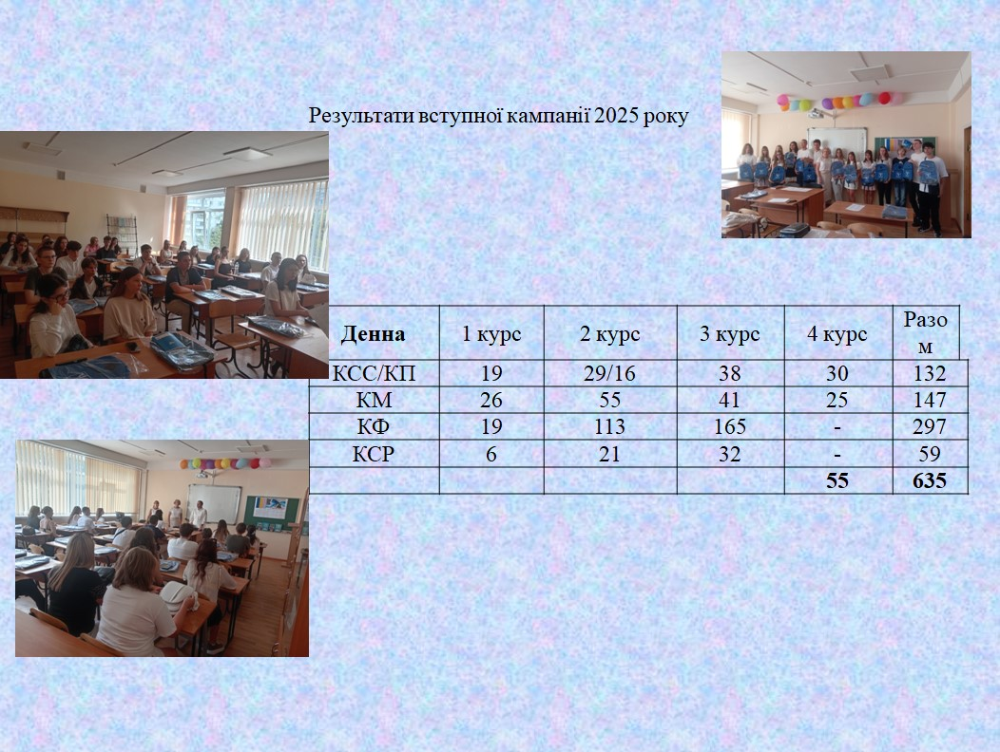 Результати вступної кампанії 2025 року
Денна 1 курс 2 курс 3 курс 4 курс Разом
КСС/КП 19 29/16 38 30 132
КМ 26 55 41 25 147
КФ 19 113 165 - 297
КСР 6 21 32 - 59
55 635